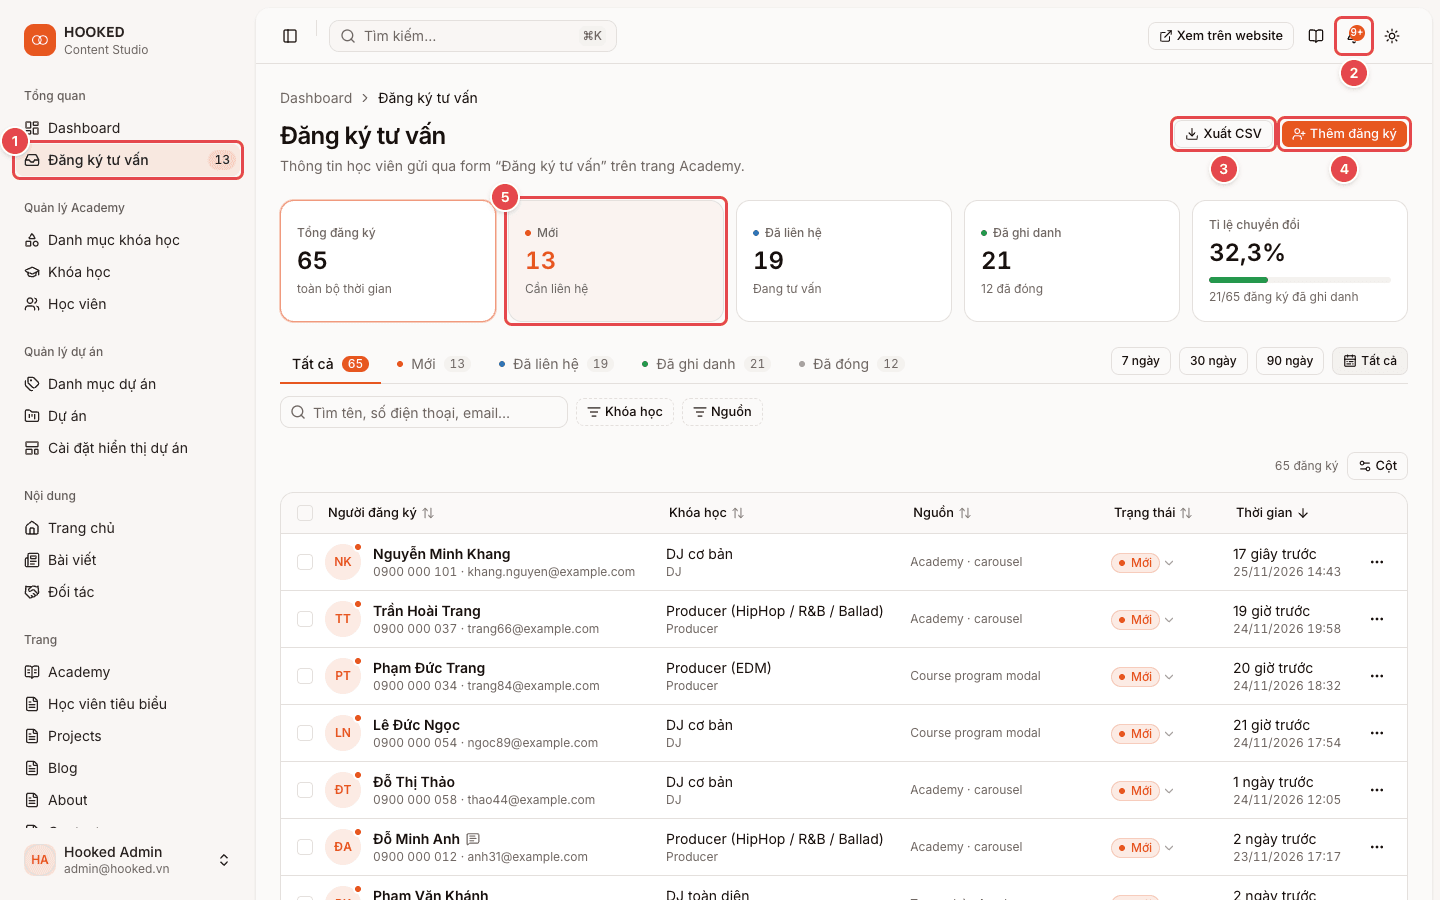 HOOKED
Content Studio
Tổng quan
Dashboard
1
Đăng ký tư vấn 13
Quản lý Academy
Danh mục khóa học
Khóa học
Học viên
Quản lý dự án
Danh mục dự án
Dự án
Cài đặt hiển thị dự án
Nội dung
Trang chủ
Bài viết
Đối tác
Trang
Academy
Học viên tiêu biểu
Projects
Blog
About
HA
Hooked Admin
admin@hooked.vn
Tìm kiếm... ⌘K
Xem trên website
9+
2
Dashboard > Đăng ký tư vấn
Đăng ký tư vấn
Thông tin học viên gửi qua form “Đăng ký tư vấn” trên trang Academy.
Xuất CSV
Thêm đăng ký
3
4
5
Tổng đăng ký
65
toàn bộ thời gian
Mới
13
Cần liên hệ
Đã liên hệ
19
Đang tư vấn
Đã ghi danh
21
12 đã đóng
Tỉ lệ chuyển đổi
32,3%
21/65 đăng ký đã ghi danh
Tất cả 65
Mới 13
Đã liên hệ 19
Đã ghi danh 21
Đã đóng 12
7 ngày
30 ngày
90 ngày
Tất cả
Tìm tên, số điện thoại, email...
Khóa học
Nguồn
65 đăng ký
Cột
Người đăng ký Khóa học Nguồn Trạng thái Thời gian
NK Nguyễn Minh Khang DJ cơ bản Academy · carousel Mới 17 giây trước
0900 000 101 · khang.nguyen@example.com DJ 25/11/2026 14:43
TT Trần Hoài Trang Producer (HipHop / R&B / Ballad) Academy · carousel Mới 19 giờ trước
0900 000 037 · trang66@example.com Producer 24/11/2026 19:58
PT Phạm Đức Trang Producer (EDM) Course program modal Mới 20 giờ trước
0900 000 034 · trang84@example.com Producer 24/11/2026 18:32
LN Lê Đức Ngọc DJ cơ bản Course program modal Mới 21 giờ trước
0900 000 054 · ngoc89@example.com DJ 24/11/2026 17:54
ĐT Đỗ Thị Thảo DJ cơ bản Academy · carousel Mới 1 ngày trước
0900 000 058 · thao44@example.com DJ 24/11/2026 12:05
ĐA Đỗ Minh Anh Producer (HipHop / R&B / Ballad) Academy · carousel Mới 2 ngày trước
0900 000 012 · anh31@example.com Producer 23/11/2026 17:17
Phạm Văn Khánh DJ toàn diện 2 ngày trước